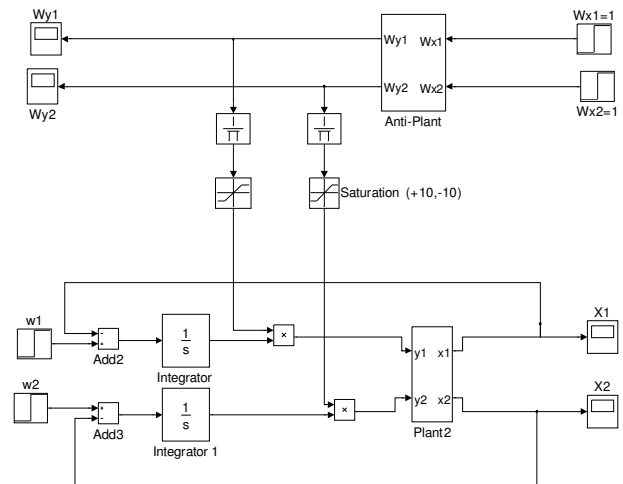 Wy1
Wx1=1
Wy1 Wx1
Wy2 Wx2
Wy2
Wx2=1
Anti-Plant
Saturation (+10,-10)
w1
-
+
Add2
1
s
Integrator
×
y1 x1
y2 x2
Plant2
X1
w2
+
-
Add3
1
s
Integrator 1
×
X2